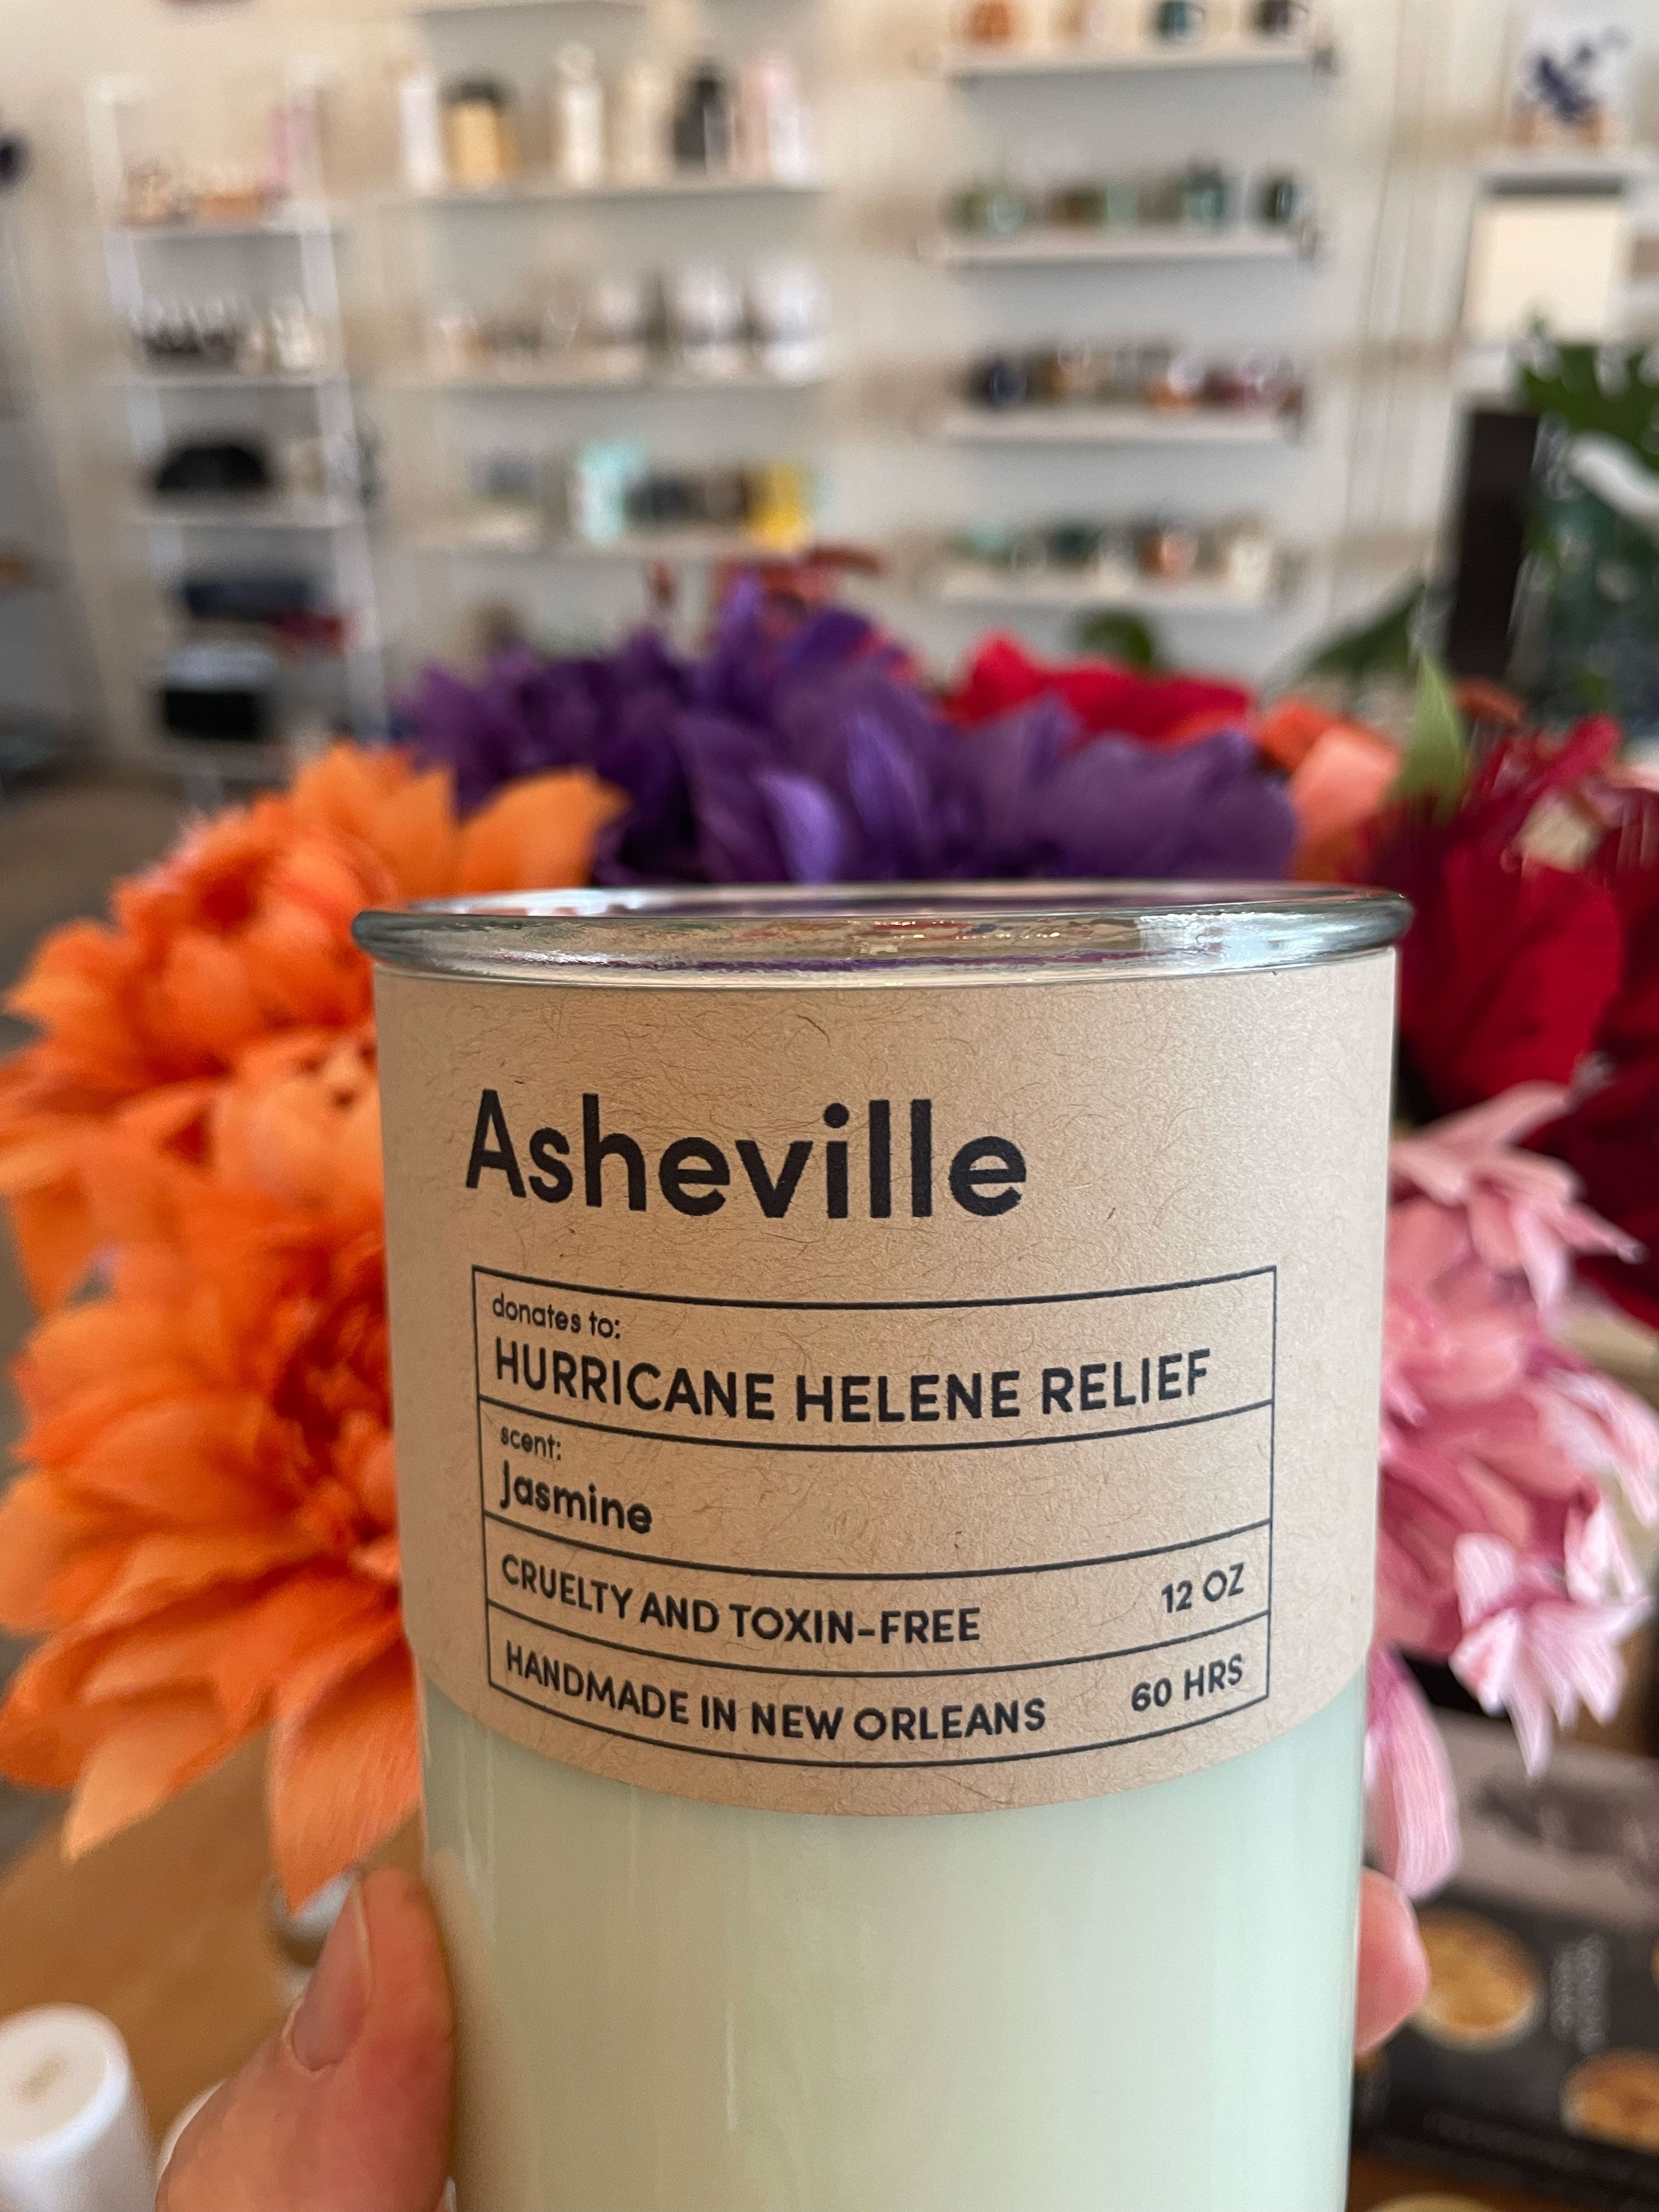 Asheville
donates to:
HURRICANE HELENE RELIEF
scent:
Jasmine
CRUELTY AND TOXIN-FREE 12 OZ
HANDMADE IN NEW ORLEANS 60 HRS